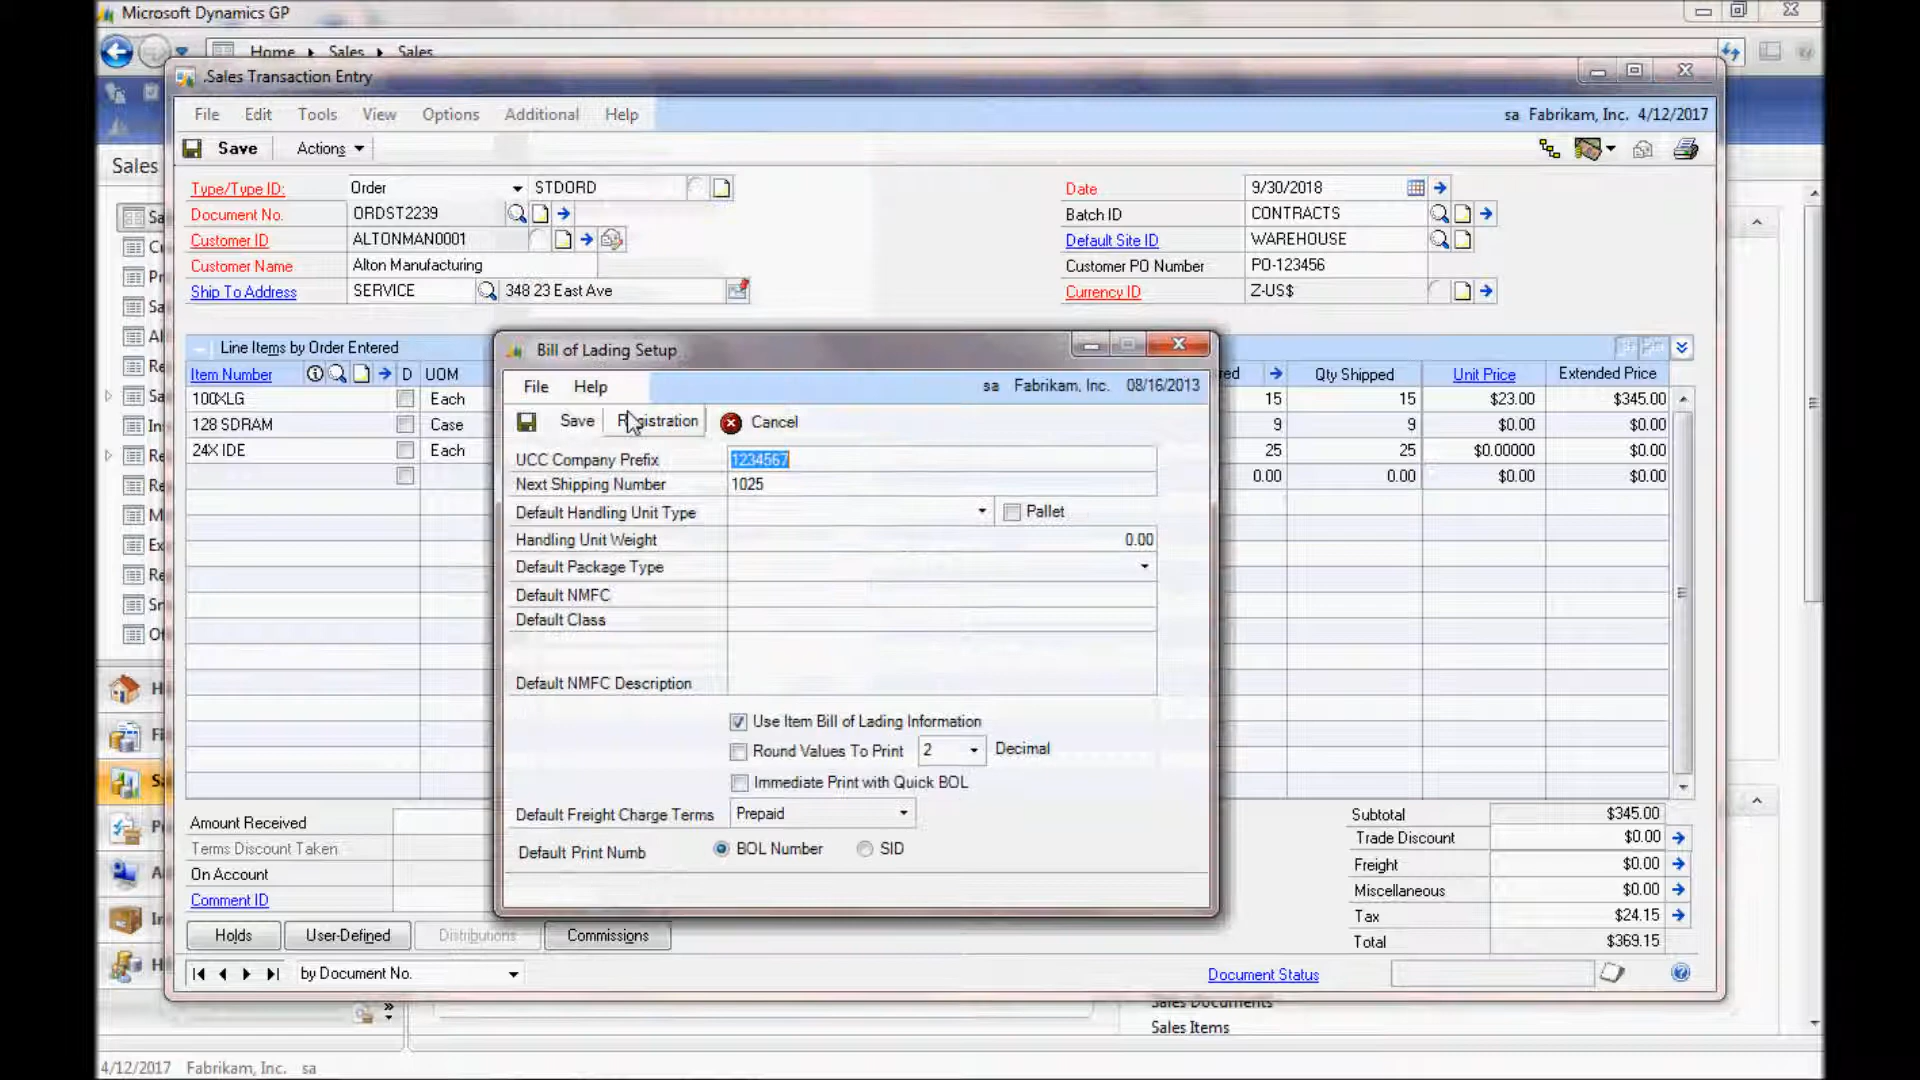 Microsoft Dynamics GP
Home Sales Sales
Sales Transaction Entry
File Edit Tools View Options Additional Help
sa Fabrikam, Inc. 4/12/2017
Save Actions
Sales
Type/Type ID: Order STDORD
Date 9/30/2018
Document No. ORDST2239
Batch ID CONTRACTS
Customer ID ALTONMAN0001
Default Site ID WAREHOUSE
Customer Name Alton Manufacturing
Customer PO Number PO-123456
Ship To Address SERVICE 348 23 East Ave
Currency ID Z-US$
Line Items by Order Entered
Item Number D UOM
Qty Shipped Unit Price Extended Price
100XLG Each 15 15 $23.00 $345.00
128 SDRAM Case 9 9 $0.00 $0.00
24X IDE Each 25 25 $0.00000 $0.00
0.00 0.00 $0.00 $0.00
Bill of Lading Setup
File Help
sa Fabrikam, Inc. 08/16/2013
Save Registration Cancel
UCC Company Prefix 1234567
Next Shipping Number 1025
Default Handling Unit Type Pallet
Handling Unit Weight 0.00
Default Package Type
Default NMFC
Default Class
Default NMFC Description
Use Item Bill of Lading Information
Round Values To Print 2 Decimal
Immediate Print with Quick BOL
Default Freight Charge Terms Prepaid
Default Print Numb BOL Number SID
Amount Received
Terms Discount Taken
On Account
Comment ID
Subtotal $345.00
Trade Discount $0.00
Freight $0.00
Miscellaneous $0.00
Tax $24.15
Total $369.15
Holds User-Defined Distributions Commissions
by Document No.
Document Status
Sales Documents
Sales Items
4/12/2017 Fabrikam, Inc. sa